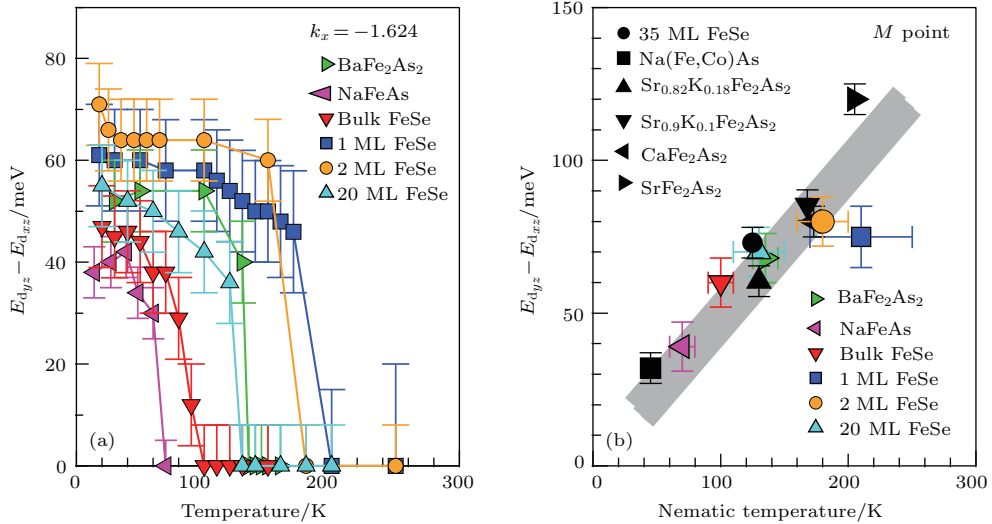 80
60
40
20
0
E_dyz − E_dxz/meV
k_x = −1.624
BaFe₂As₂
NaFeAs
Bulk FeSe
1 ML FeSe
2 ML FeSe
20 ML FeSe
(a)
0
100
200
300
Temperature/K
150
100
50
0
E_dyz − E_dxz/meV
M point
35 ML FeSe
Na(Fe,Co)As
Sr₀.₈₂K₀.₁₈Fe₂As₂
Sr₀.₉K₀.₁Fe₂As₂
CaFe₂As₂
SrFe₂As₂
BaFe₂As₂
NaFeAs
Bulk FeSe
1 ML FeSe
2 ML FeSe
20 ML FeSe
(b)
0
100
200
300
Nematic temperature/K